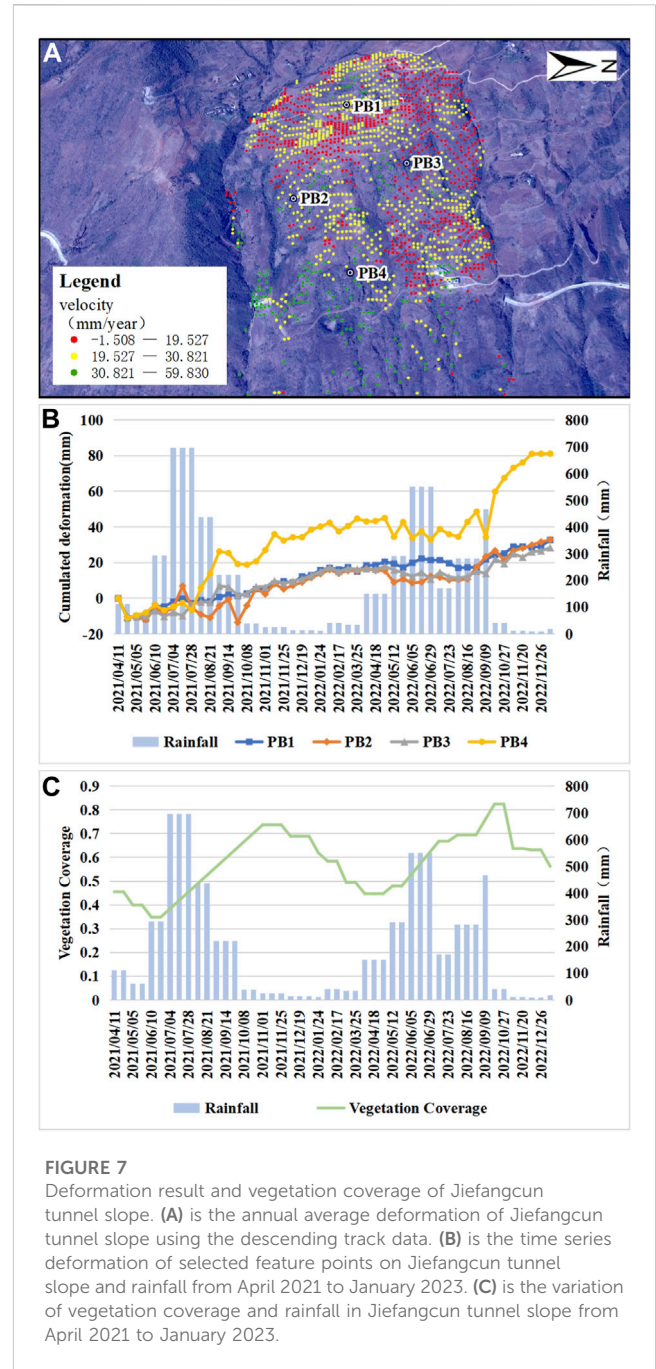 A
N
PB1
PB3
PB2
PB4
Legend
velocity
（mm/year）
-1.508 — 19.527
19.527 — 30.821
30.821 — 59.830
B
Cumulated deformation(mm)
100
80
60
40
20
0
-20
Rainfall（mm）
800
700
600
500
400
300
200
100
0
2021/04/11
2021/05/05
2021/06/10
2021/07/04
2021/07/28
2021/08/21
2021/09/14
2021/10/08
2021/11/01
2021/11/25
2021/12/19
2022/01/24
2022/02/17
2022/03/25
2022/04/18
2022/05/12
2022/06/05
2022/06/29
2022/07/23
2022/08/16
2022/09/09
2022/10/27
2022/11/20
2022/12/26
Rainfall PB1 PB2 PB3 PB4
C
Vegetation Coverage
0.9
0.8
0.7
0.6
0.5
0.4
0.3
0.2
0.1
0
Rainfall（mm）
800
700
600
500
400
300
200
100
0
2021/04/11
2021/05/05
2021/06/10
2021/07/04
2021/07/28
2021/08/21
2021/09/14
2021/10/08
2021/11/01
2021/11/25
2021/12/19
2022/01/24
2022/02/17
2022/03/25
2022/04/18
2022/05/12
2022/06/05
2022/06/29
2022/07/23
2022/08/16
2022/09/09
2022/10/27
2022/11/20
2022/12/26
Rainfall Vegetation Coverage
FIGURE 7
Deformation result and vegetation coverage of Jiefangcun
tunnel slope. (A) is the annual average deformation of Jiefangcun
tunnel slope using the descending track data. (B) is the time series
deformation of selected feature points on Jiefangcun tunnel
slope and rainfall from April 2021 to January 2023. (C) is the variation
of vegetation coverage and rainfall in Jiefangcun tunnel slope from
April 2021 to January 2023.